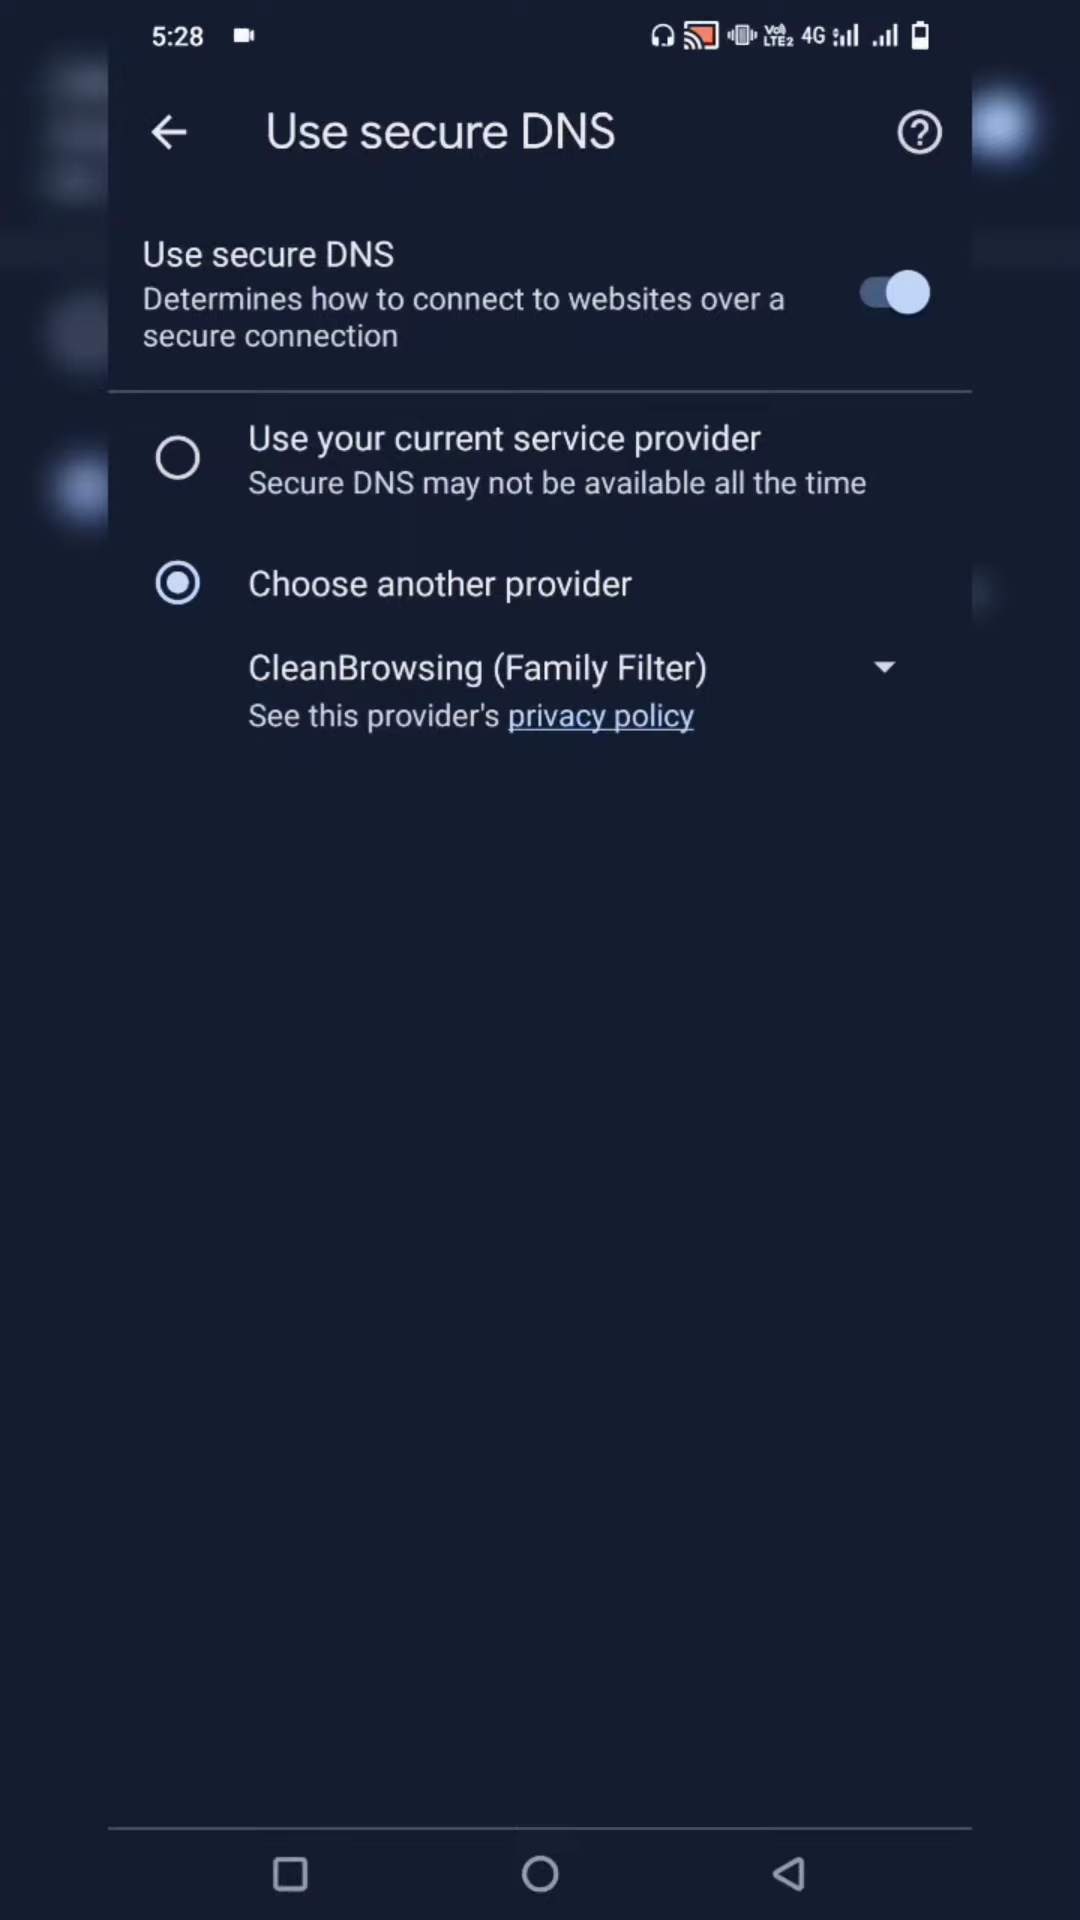 5:28
Vo)) LTE2 4G
Use secure DNS
Use secure DNS
Determines how to connect to websites over a
secure connection
Use your current service provider
Secure DNS may not be available all the time
Choose another provider
CleanBrowsing (Family Filter)
See this provider's privacy policy